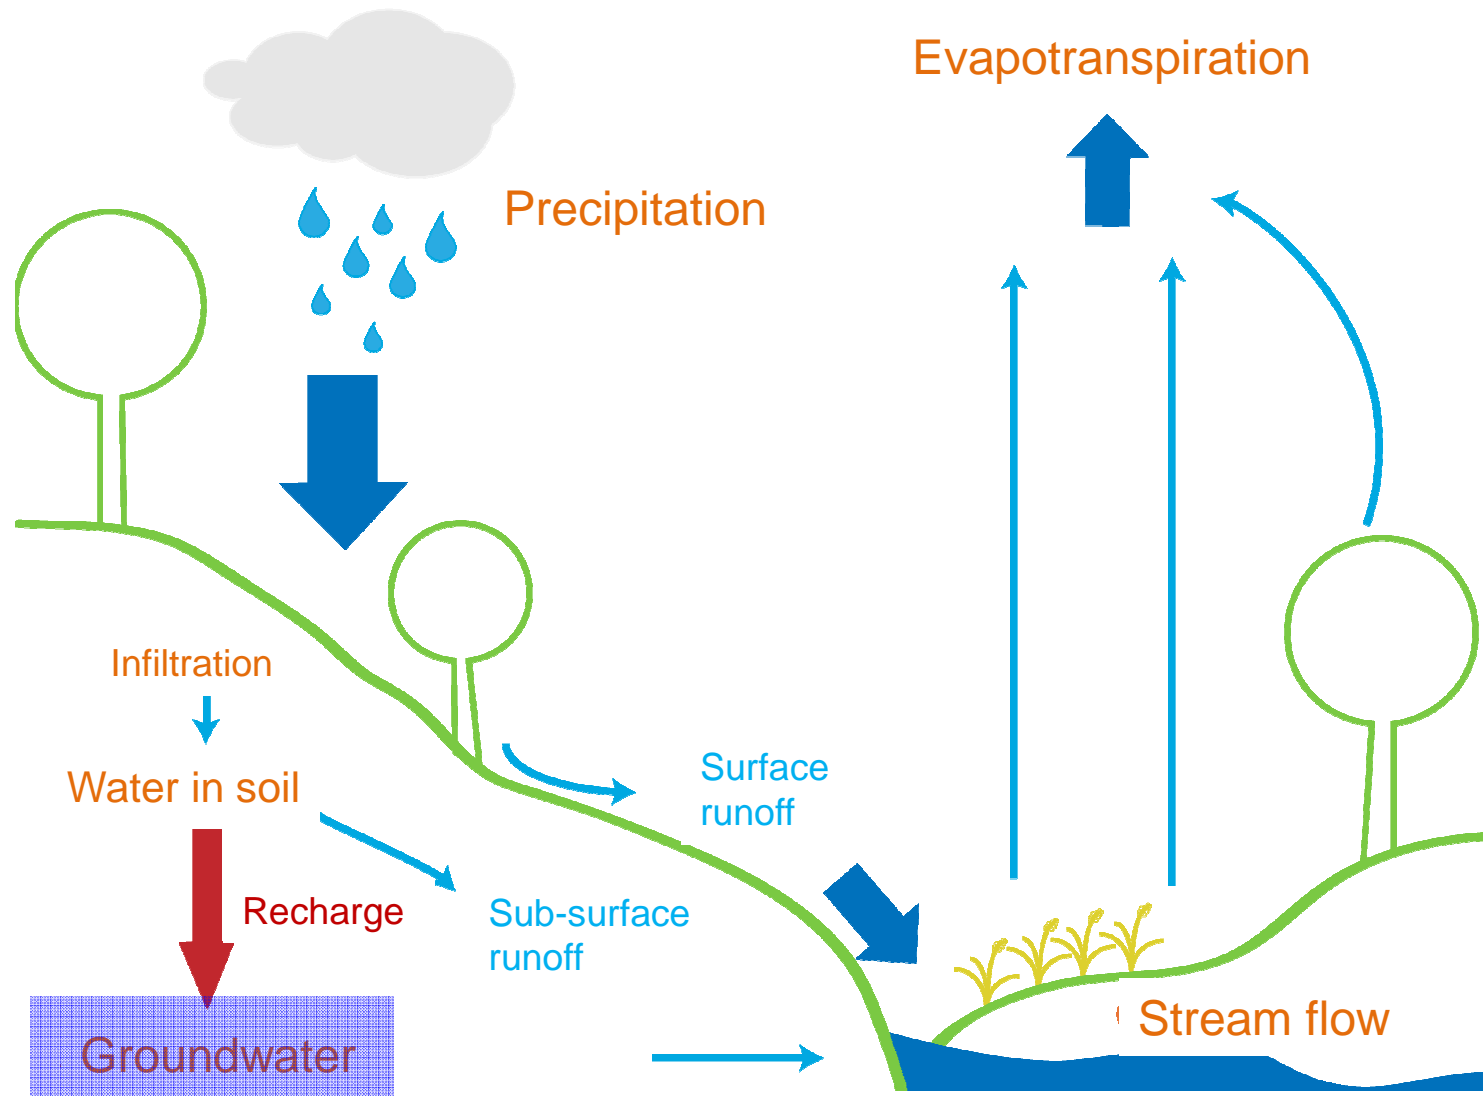 Evapotranspiration
Precipitation
Infiltration
Water in soil
Surface
runoff
Recharge
Sub-surface
runoff
Stream flow
Groundwater